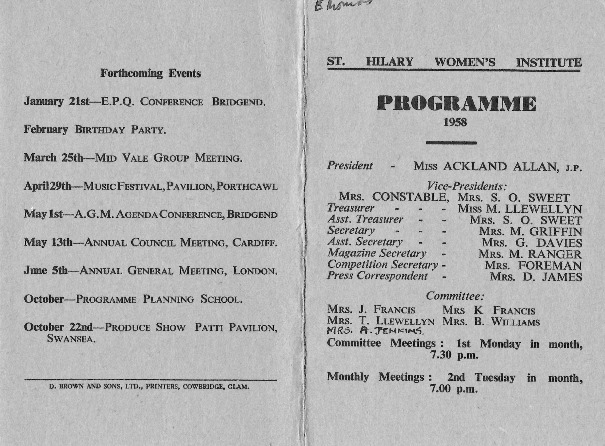 Forthcoming Events
January 21st—E.P.Q. Conference Bridgend.
February Birthday Party.
March 25th—Mid Vale Group Meeting.
April 29th—Music Festival, Pavilion, Porthcawl
May 1st—A.G.M. Agenda Conference, Bridgend
May 13th—Annual Council Meeting, Cardiff.
June 5th—Annual General Meeting, London.
October—Programme Planning School.
October 22nd—Produce Show Patti Pavilion,
Swansea.
D. BROWN AND SONS, LTD., PRINTERS, COWBRIDGE, GLAM.
B Thomas
ST. HILARY WOMEN'S INSTITUTE
PROGRAMME
1958
President - Miss ACKLAND ALLAN, J.P.
Vice-Presidents:
Mrs. CONSTABLE, Mrs. S. O. SWEET
Treasurer - - - Miss M. LLEWELLYN
Asst. Treasurer - - Mrs. S. O. SWEET
Secretary - - - Mrs. M. GRIFFIN
Asst. Secretary - - Mrs. G. DAVIES
Magazine Secretary - Mrs. M. RANGER
Competition Secretary - Mrs. FOREMAN
Press Correspondent - Mrs. D. JAMES
Committee:
Mrs. J. Francis Mrs K Francis
Mrs. T. Llewellyn Mrs. B. Williams
MRS. A. JENKINS.
Committee Meetings : 1st Monday in month,
7.30 p.m.
Monthly Meetings : 2nd Tuesday in month,
7.00 p.m.